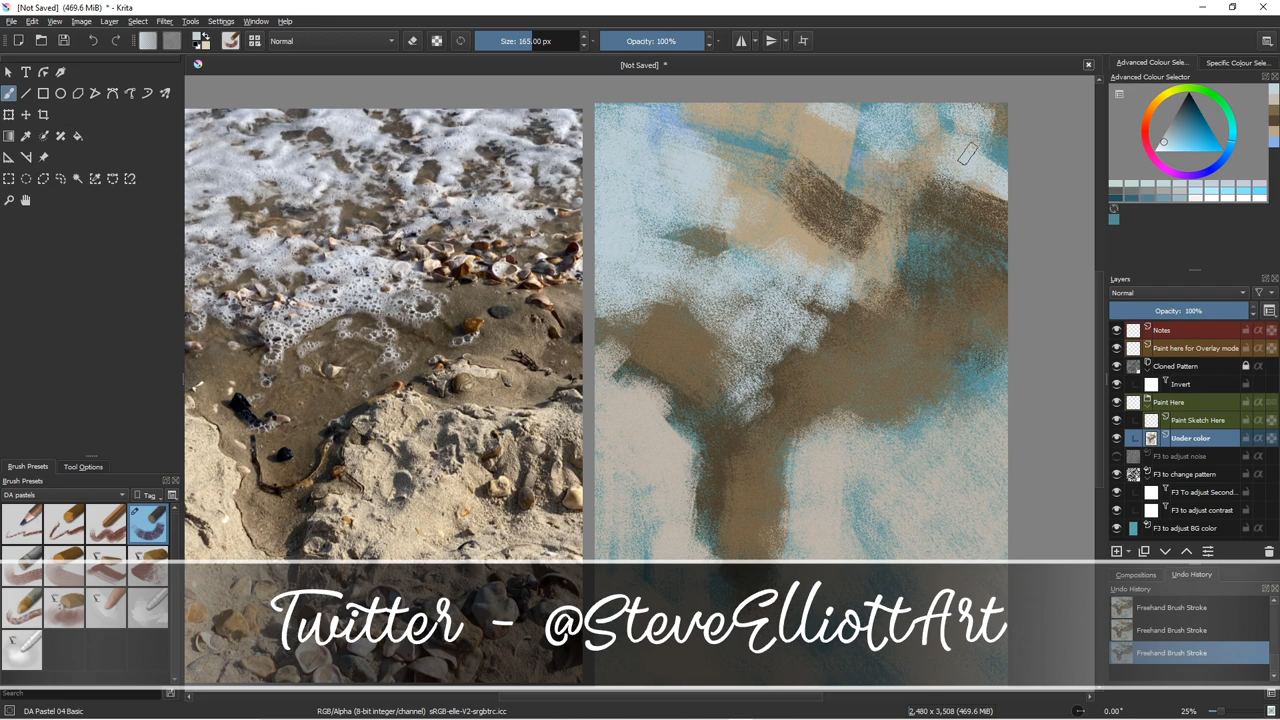 [Not Saved] (469.6 MiB) * - Krita
File Edit View Image Layer Select Filter Tools Settings Window Help
Normal
Size: 165.00 px
Opacity: 100%
[Not Saved] *
Advanced Colour Sele...
Specific Colour Sele...
Advanced Colour Selector
Layers
Normal
Opacity: 100%
Notes
Paint here for Overlay mode
Cloned Pattern
Invert
Paint Here
Paint Sketch Here
Under color
F3 to adjust noise
F3 to change pattern
F3 To adjust Second...
F3 to adjust contrast
F3 to adjust BG color
Brush Presets
Tool Options
Brush Presets
DA pastels
Tag
Twitter - @SteveElliottArt
Compositions
Undo History
Undo History
Freehand Brush Stroke
Freehand Brush Stroke
Freehand Brush Stroke
Search
DA Pastel 04 Basic
RGB/Alpha (8-bit integer/channel) sRGB-elle-V2-srgbtrc.icc
2,480 x 3,508 (469.6 MiB)
0.00°
25%